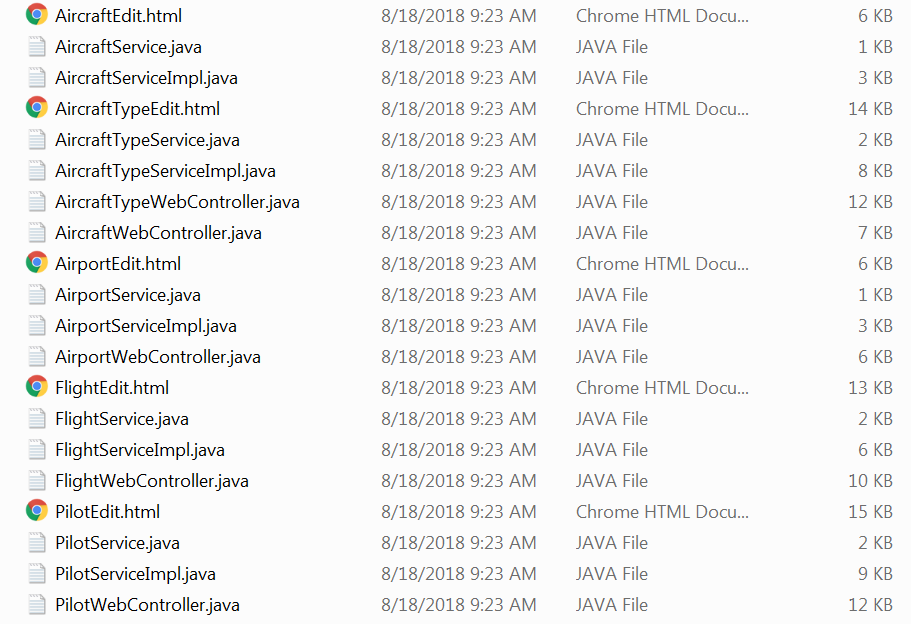 AircraftEdit.html 8/18/2018 9:23 AM Chrome HTML Docu... 6 KB
AircraftService.java 8/18/2018 9:23 AM JAVA File 1 KB
AircraftServiceImpl.java 8/18/2018 9:23 AM JAVA File 3 KB
AircraftTypeEdit.html 8/18/2018 9:23 AM Chrome HTML Docu... 14 KB
AircraftTypeService.java 8/18/2018 9:23 AM JAVA File 2 KB
AircraftTypeServiceImpl.java 8/18/2018 9:23 AM JAVA File 8 KB
AircraftTypeWebController.java 8/18/2018 9:23 AM JAVA File 12 KB
AircraftWebController.java 8/18/2018 9:23 AM JAVA File 7 KB
AirportEdit.html 8/18/2018 9:23 AM Chrome HTML Docu... 6 KB
AirportService.java 8/18/2018 9:23 AM JAVA File 1 KB
AirportServiceImpl.java 8/18/2018 9:23 AM JAVA File 3 KB
AirportWebController.java 8/18/2018 9:23 AM JAVA File 6 KB
FlightEdit.html 8/18/2018 9:23 AM Chrome HTML Docu... 13 KB
FlightService.java 8/18/2018 9:23 AM JAVA File 2 KB
FlightServiceImpl.java 8/18/2018 9:23 AM JAVA File 6 KB
FlightWebController.java 8/18/2018 9:23 AM JAVA File 10 KB
PilotEdit.html 8/18/2018 9:23 AM Chrome HTML Docu... 15 KB
PilotService.java 8/18/2018 9:23 AM JAVA File 2 KB
PilotServiceImpl.java 8/18/2018 9:23 AM JAVA File 9 KB
PilotWebController.java 8/18/2018 9:23 AM JAVA File 12 KB